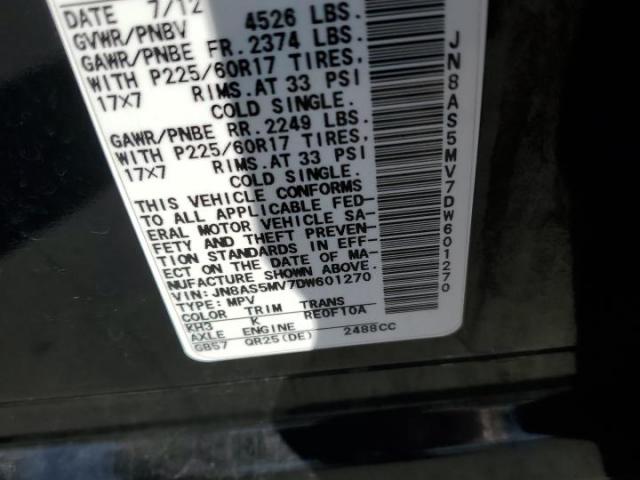 DATE 7/12
GVWR/PNBV 4526 LBS.
GAWR/PNBE FR. 2374 LBS.
WITH P225/60R17 TIRES,
17X7 RIMS.AT 33 PSI
COLD SINGLE.
GAWR/PNBE RR. 2249 LBS.
WITH P225/60R17 TIRES,
17X7 RIMS.AT 33 PSI
COLD SINGLE.
THIS VEHICLE CONFORMS
TO ALL APPLICABLE FED-
ERAL MOTOR VEHICLE SA-
FETY AND THEFT PREVEN-
TION STANDARDS IN EFF-
ECT ON THE DATE OF MA-
NUFACTURE SHOWN ABOVE.
VIN: JN8AS5MV7DW601270
TYPE: MPV
COLOR TRIM TRANS
KH3 K RE0F10A
AXLE ENGINE
GB57 QR25(DE) 2488CC
JN8AS5MV7DW601270